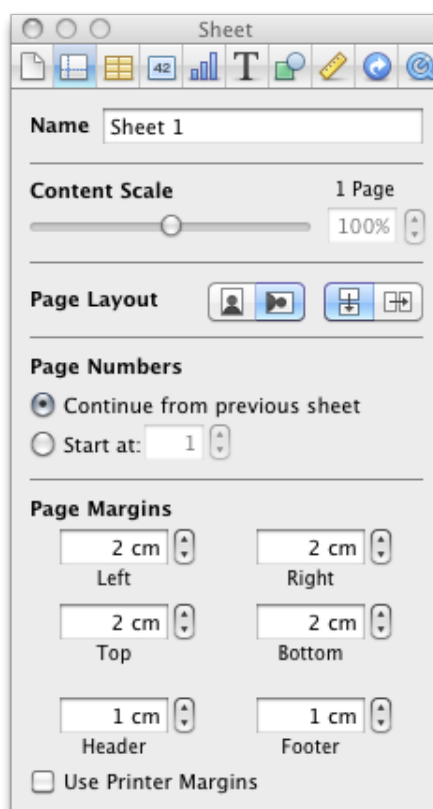 Sheet
42
T
Name Sheet 1
Content Scale 1 Page
100%
Page Layout
Page Numbers
Continue from previous sheet
Start at: 1
Page Margins
2 cm 2 cm
Left Right
2 cm 2 cm
Top Bottom
1 cm 1 cm
Header Footer
Use Printer Margins